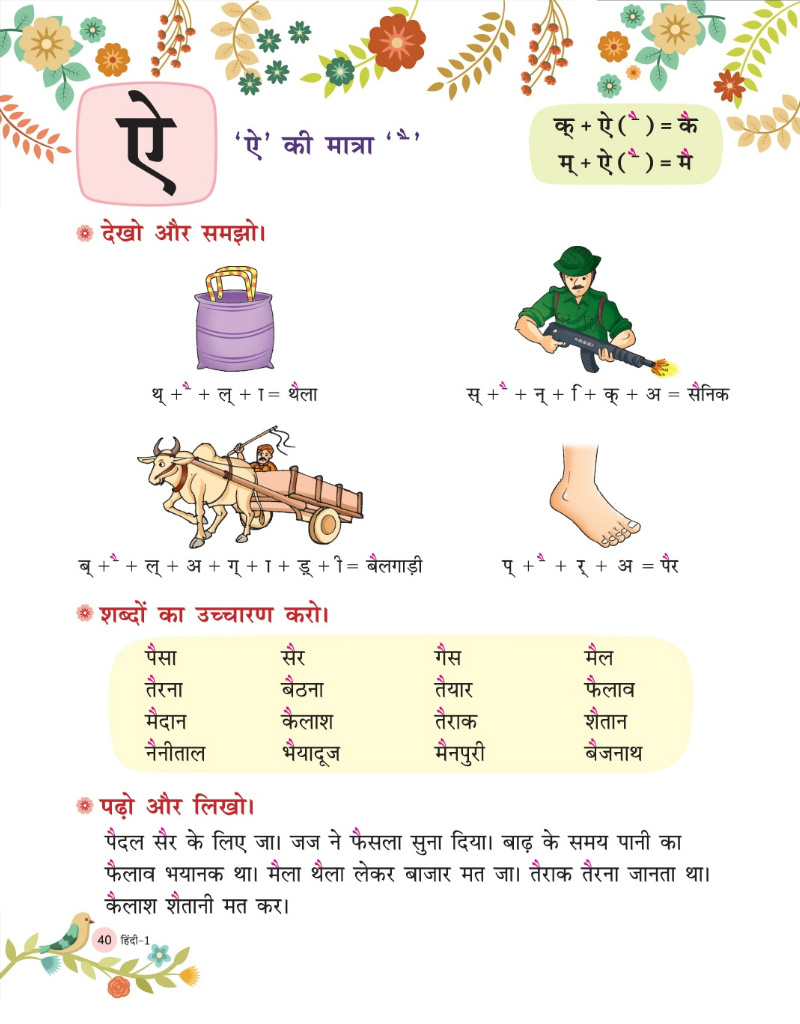 ऐ
‘ऐ’ की मात्रा ‘ ै ’
क् + ऐ ( ै ) = कै
म् + ऐ ( ै ) = मै
देखो और समझो।
थ् + ै + ल् + ा = थैला
स् + ै + न् + ि + क् + अ = सैनिक
ब् + ै + ल् + अ + ग् + ा + ड़् + ी = बैलगाड़ी
प् + ै + र् + अ = पैर
शब्दों का उच्चारण करो।
पैसा सैर गैस मैल
तैरना बैठना तैयार फैलाव
मैदान कैलाश तैराक शैतान
नैनीताल भैयादूज मैनपुरी बैजनाथ
पढ़ो और लिखो।
पैदल सैर के लिए जा। जज ने फैसला सुना दिया। बाढ़ के समय पानी का
फैलाव भयानक था। मैला थैला लेकर बाजार मत जा। तैराक तैरना जानता था।
कैलाश शैतानी मत कर।
40 हिंदी-1